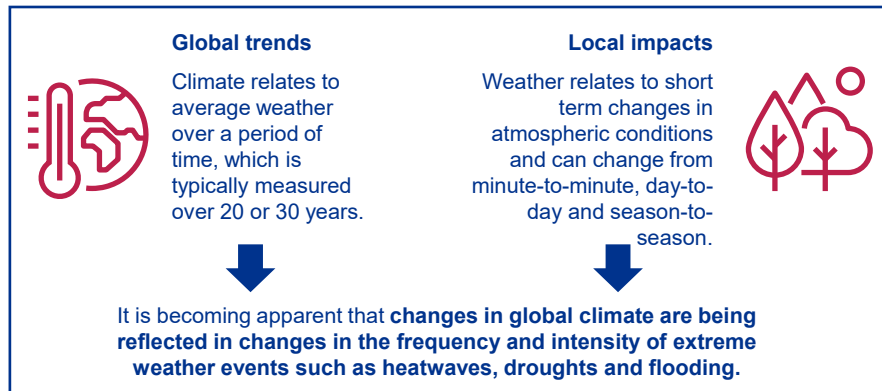 Global trends
Climate relates to
average weather
over a period of
time, which is
typically measured
over 20 or 30 years.
Local impacts
Weather relates to short
term changes in
atmospheric conditions
and can change from
minute-to-minute, day-to-
day and season-to-
season.
It is becoming apparent that changes in global climate are being
reflected in changes in the frequency and intensity of extreme
weather events such as heatwaves, droughts and flooding.